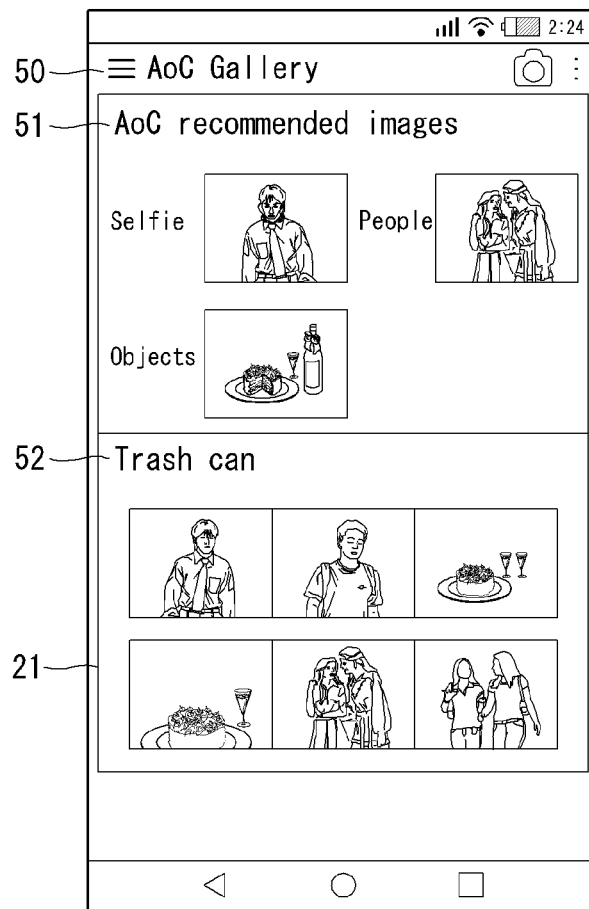 2:24
50 AoC Gallery
51 AoC recommended images
Selfie People
Objects
52 Trash can
21